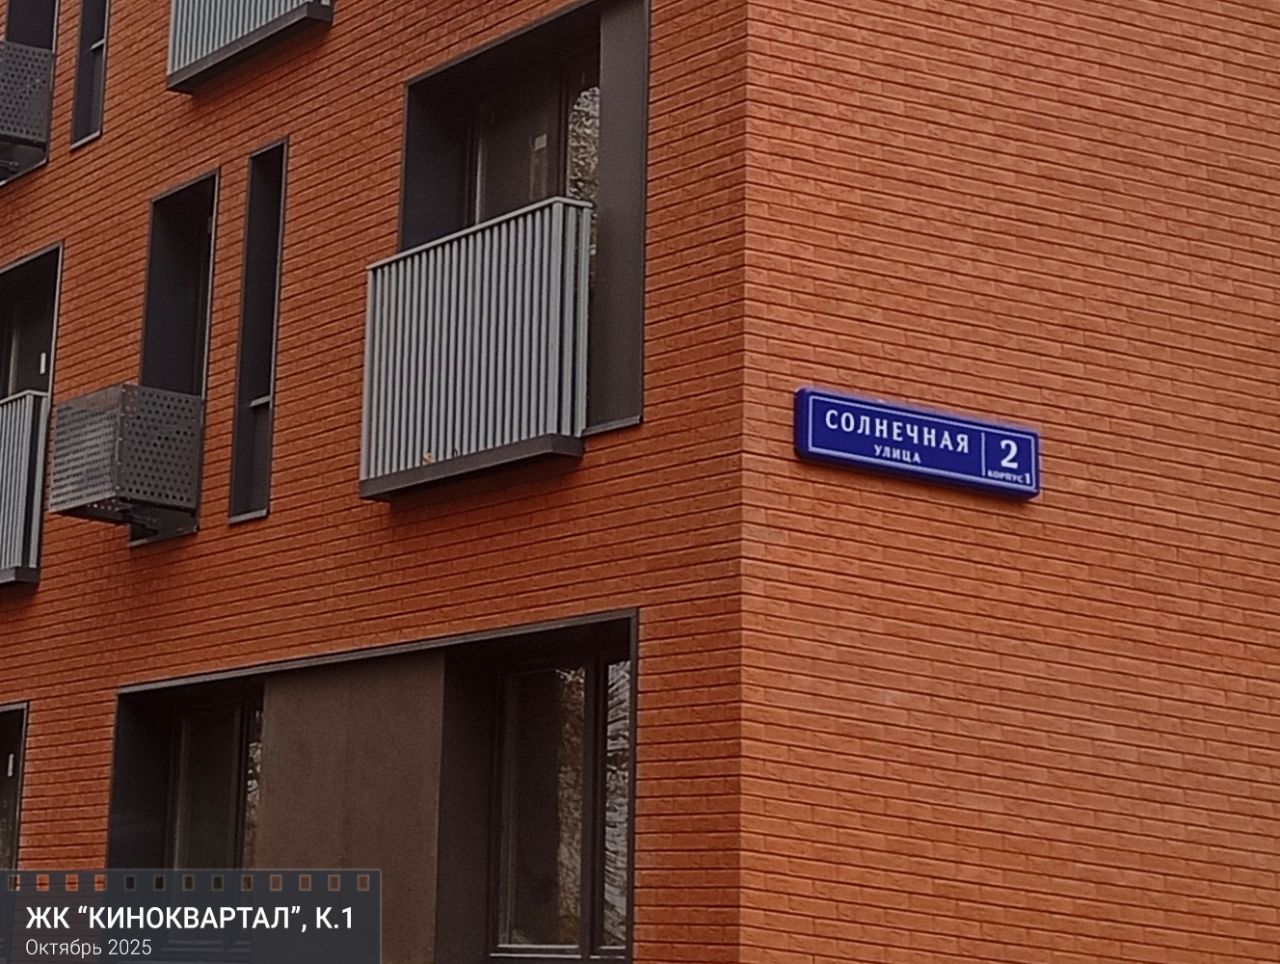 СОЛНЕЧНАЯ
УЛИЦА
2
КОРПУС 1
ЖК “КИНОКВАРТАЛ”, К.1
Октябрь 2025